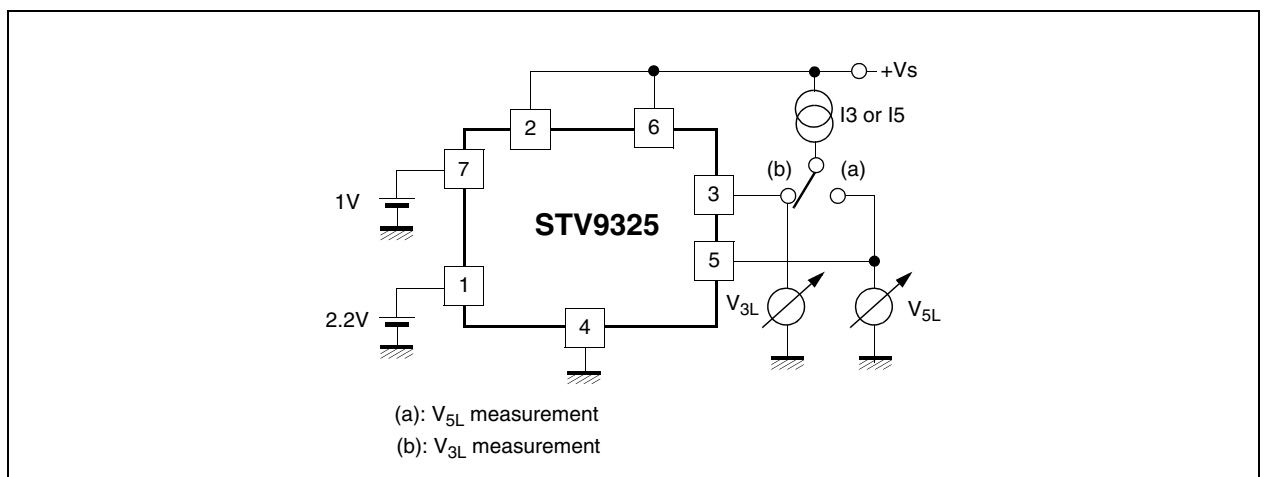 +Vs
I3 or I5
2
6
7
(b)
(a)
3
1V
STV9325
5
1
V3L
V5L
2.2V
4
(a): V5L measurement
(b): V3L measurement